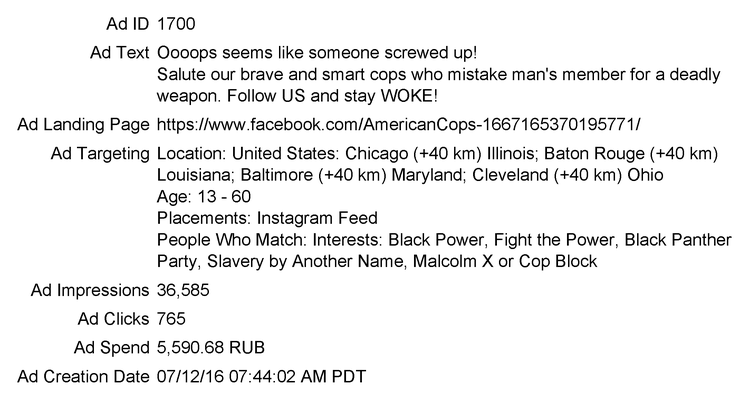 Ad ID 1700
Ad Text Oooops seems like someone screwed up!
Salute our brave and smart cops who mistake man's member for a deadly
weapon. Follow US and stay WOKE!
Ad Landing Page https://www.facebook.com/AmericanCops-1667165370195771/
Ad Targeting Location: United States: Chicago (+40 km) Illinois; Baton Rouge (+40 km)
Louisiana; Baltimore (+40 km) Maryland; Cleveland (+40 km) Ohio
Age: 13 - 60
Placements: Instagram Feed
People Who Match: Interests: Black Power, Fight the Power, Black Panther
Party, Slavery by Another Name, Malcolm X or Cop Block
Ad Impressions 36,585
Ad Clicks 765
Ad Spend 5,590.68 RUB
Ad Creation Date 07/12/16 07:44:02 AM PDT